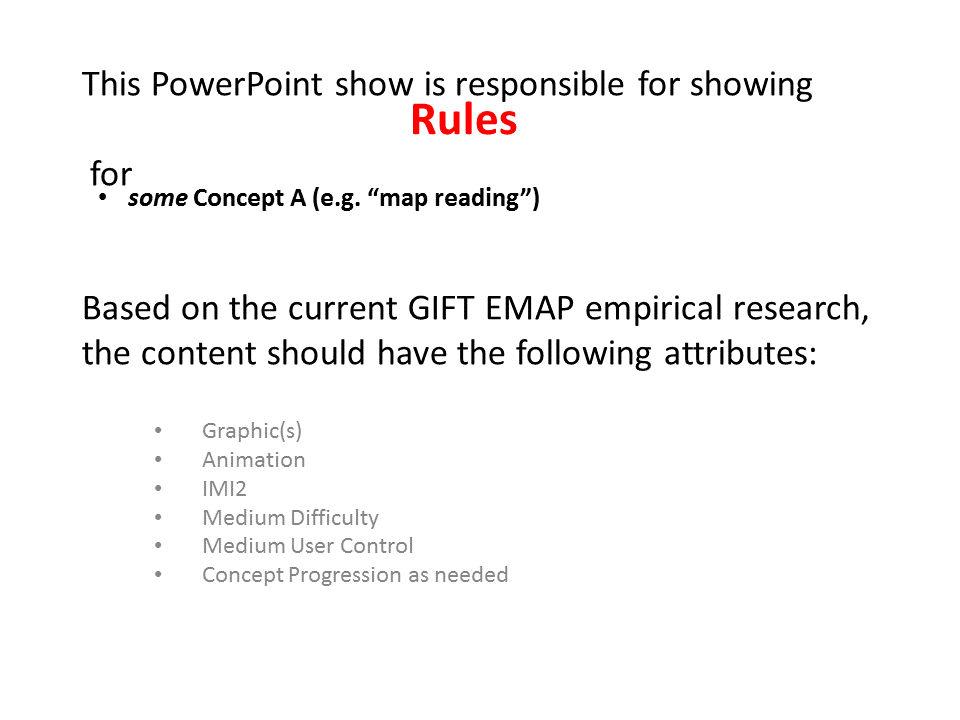 This PowerPoint show is responsible for showing
Rules
for
• some Concept A (e.g. “map reading”)
Based on the current GIFT EMAP empirical research,
the content should have the following attributes:
• Graphic(s)
• Animation
• IMI2
• Medium Difficulty
• Medium User Control
• Concept Progression as needed